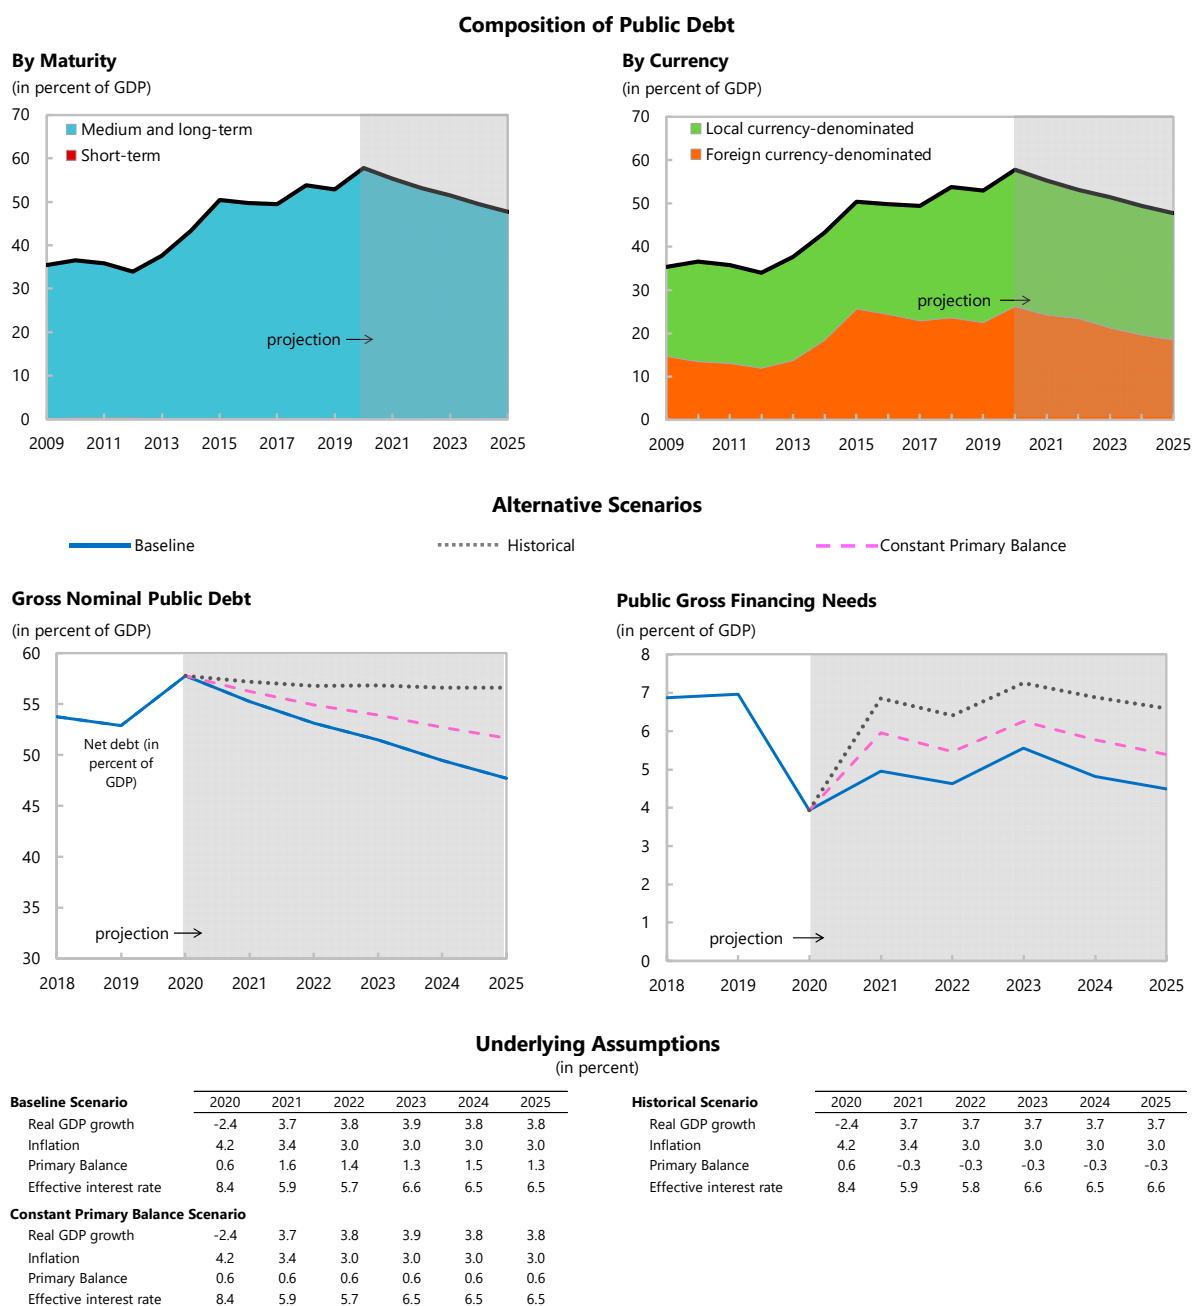 Composition of Public Debt
By Maturity
(in percent of GDP)
70
60
50
40
30
20
10
0
Medium and long-term
Short-term
projection
2009 2011 2013 2015 2017 2019 2021 2023 2025
By Currency
(in percent of GDP)
70
60
50
40
30
20
10
0
Local currency-denominated
Foreign currency-denominated
projection
2009 2011 2013 2015 2017 2019 2021 2023 2025
Alternative Scenarios
Baseline Historical Constant Primary Balance
Gross Nominal Public Debt
(in percent of GDP)
60
55
50
45
40
35
30
Net debt (in
percent of
GDP)
projection
2018 2019 2020 2021 2022 2023 2024 2025
Public Gross Financing Needs
(in percent of GDP)
8
7
6
5
4
3
2
1
0
projection
2018 2019 2020 2021 2022 2023 2024 2025
Underlying Assumptions
(in percent)
Baseline Scenario 2020 2021 2022 2023 2024 2025
Real GDP growth -2.4 3.7 3.8 3.9 3.8 3.8
Inflation 4.2 3.4 3.0 3.0 3.0 3.0
Primary Balance 0.6 1.6 1.4 1.3 1.5 1.3
Effective interest rate 8.4 5.9 5.7 6.6 6.5 6.5
Constant Primary Balance Scenario
Real GDP growth -2.4 3.7 3.8 3.9 3.8 3.8
Inflation 4.2 3.4 3.0 3.0 3.0 3.0
Primary Balance 0.6 0.6 0.6 0.6 0.6 0.6
Effective interest rate 8.4 5.9 5.7 6.5 6.5 6.5
Historical Scenario 2020 2021 2022 2023 2024 2025
Real GDP growth -2.4 3.7 3.7 3.7 3.7 3.7
Inflation 4.2 3.4 3.0 3.0 3.0 3.0
Primary Balance 0.6 -0.3 -0.3 -0.3 -0.3 -0.3
Effective interest rate 8.4 5.9 5.8 6.6 6.5 6.6